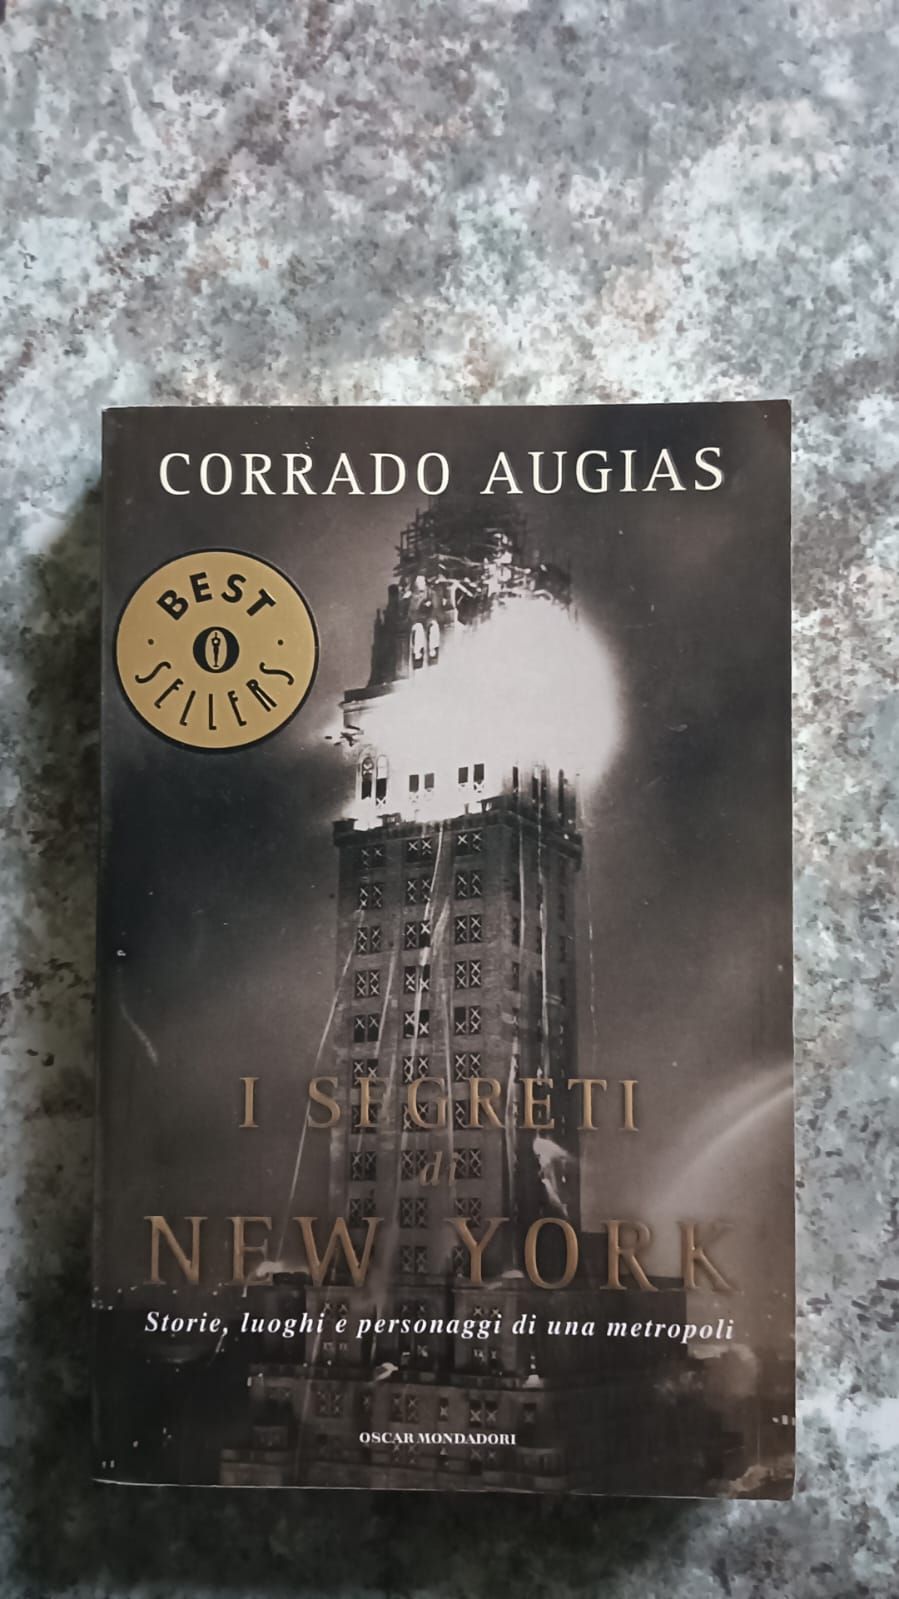 CORRADO AUGIAS
BEST
SELLERS
I SEGRETI
di
NEW YORK
Storie, luoghi e personaggi di una metropoli
OSCAR MONDADORI